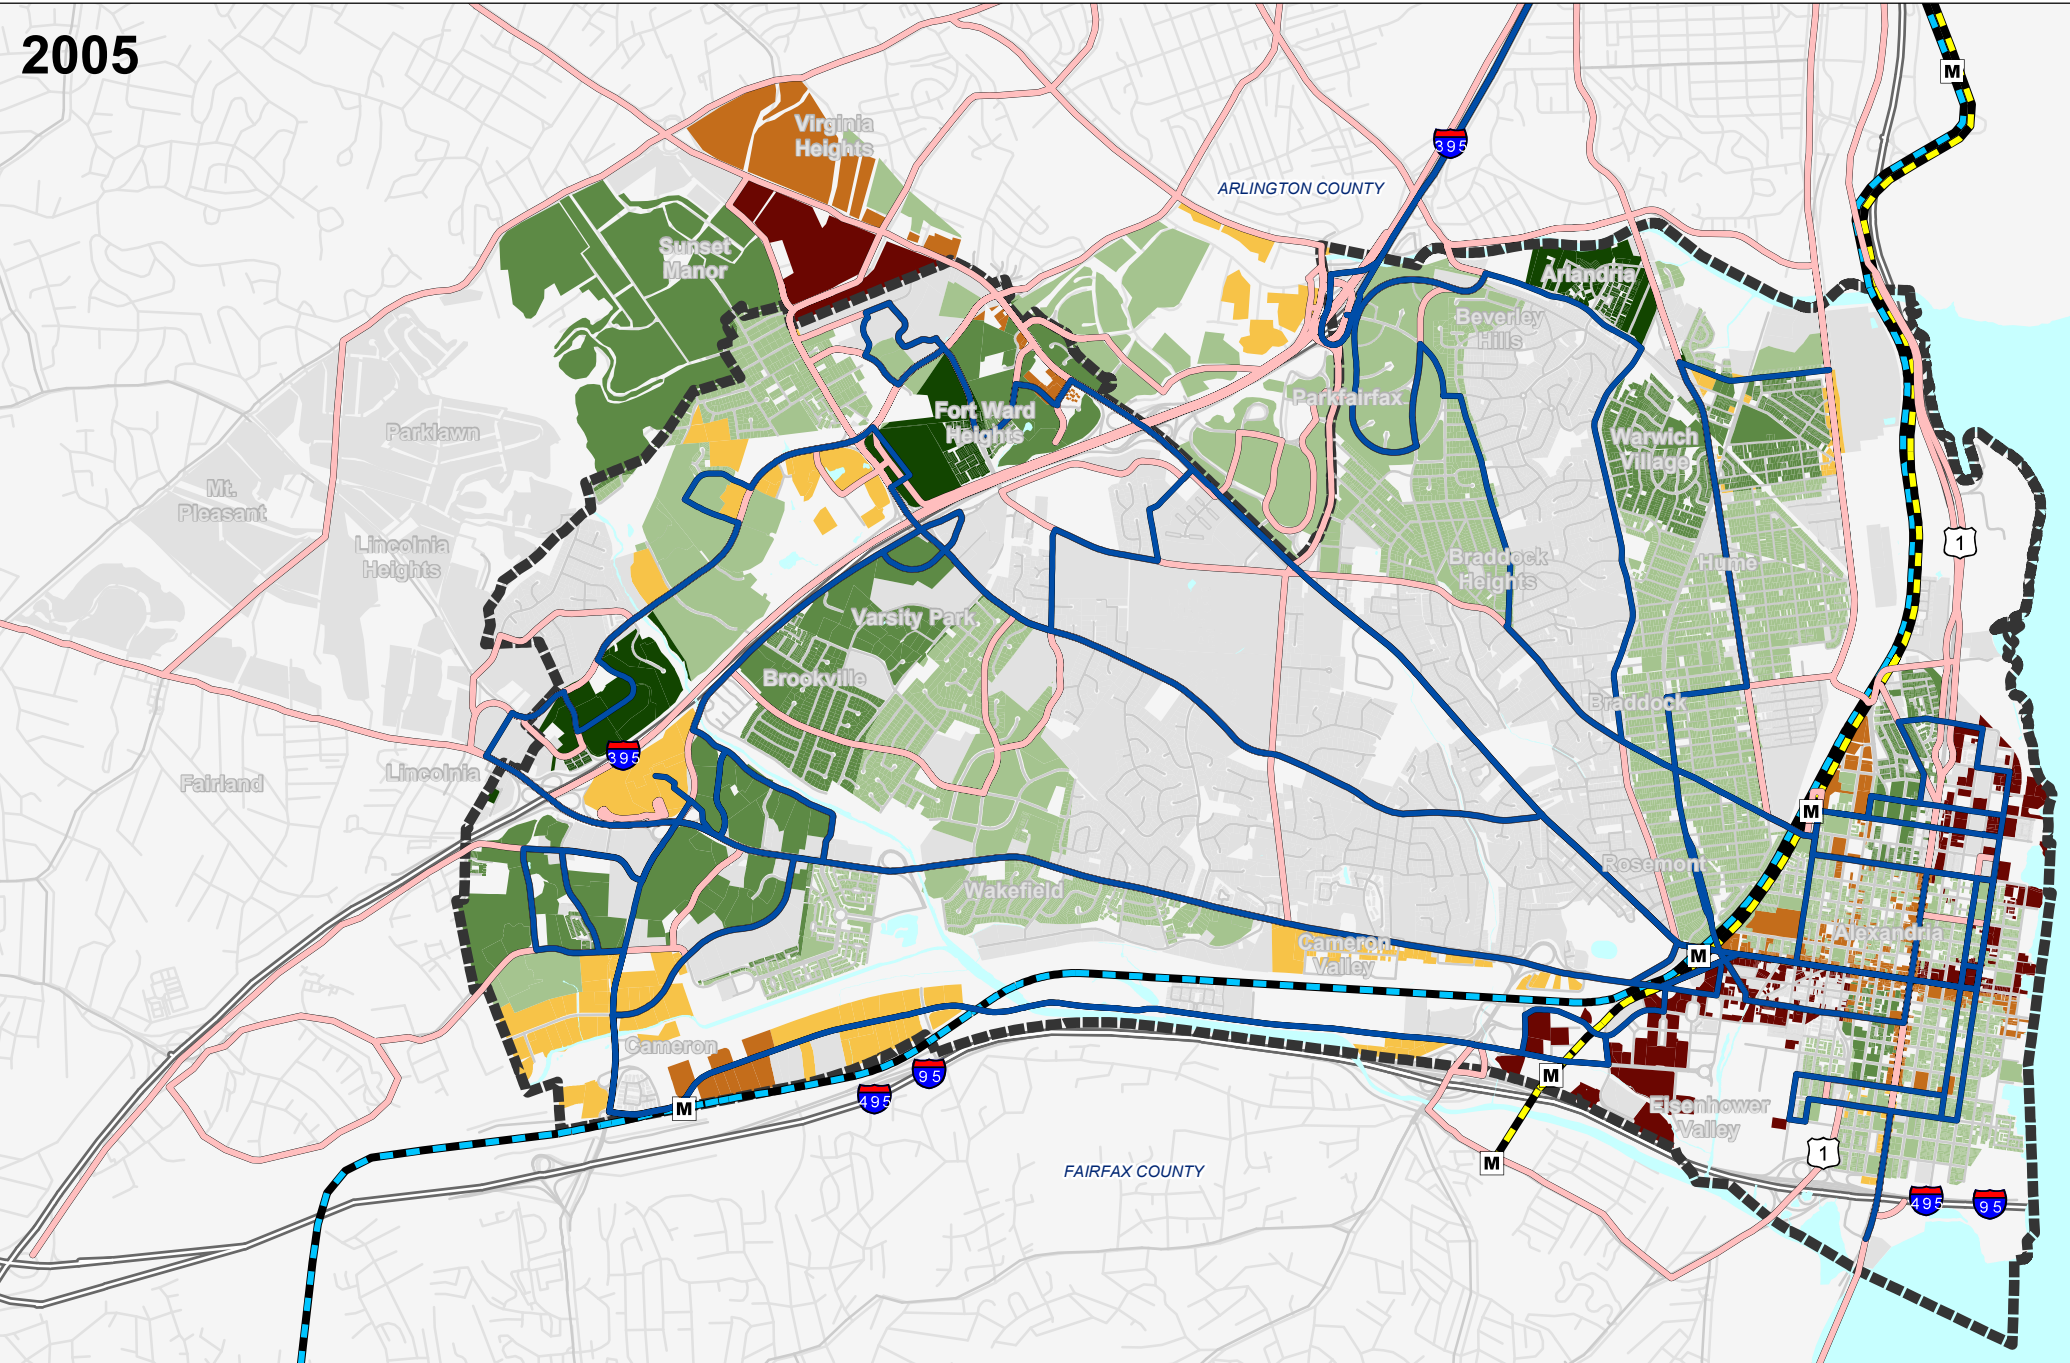 2005
M
Virginia
Heights
395
ARLINGTON COUNTY
Sunset
Manor
Arlandria
Beverley
Hills
Parkfairfax
Fort Ward
Heights
Parklawn
Warwich
Village
Mt.
Pleasant
Lincolnia
Heights
1
Braddock
Heights
Hume
Varsity Park
Brookville
Braddock
395
Lincolnia
Fairland
M
Rosemont
Wakefield
Alexandria
Cameron
Valley
M
Cameron
95
495
M
M
Eisenhower
Valley
1
M
FAIRFAX COUNTY
495
95